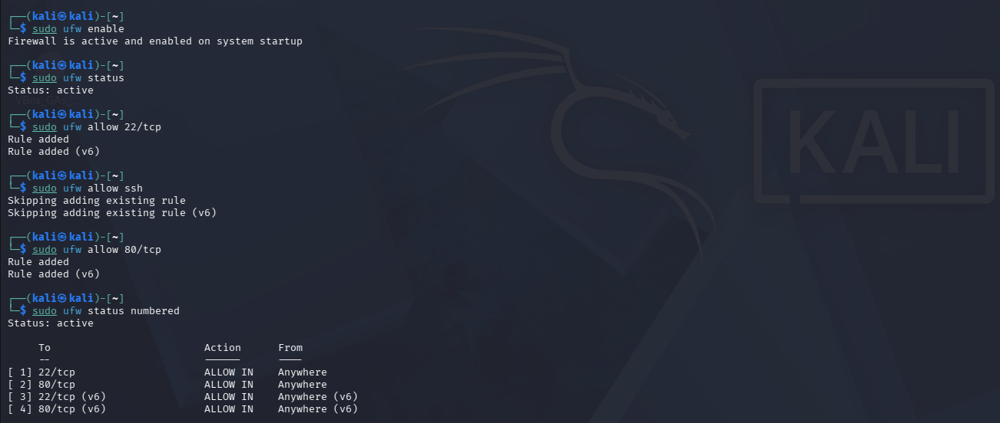 ┌──(kali㉿kali)-[~]
└─$ sudo ufw enable
Firewall is active and enabled on system startup
┌──(kali㉿kali)-[~]
└─$ sudo ufw status
Status: active
VBox_GAs_...
┌──(kali㉿kali)-[~]
└─$ sudo ufw allow 22/tcp
Rule added
Rule added (v6)
┌──(kali㉿kali)-[~]
└─$ sudo ufw allow ssh
Skipping adding existing rule
Skipping adding existing rule (v6)
┌──(kali㉿kali)-[~]
└─$ sudo ufw allow 80/tcp
Rule added
Rule added (v6)
┌──(kali㉿kali)-[~]
└─$ sudo ufw status numbered
Status: active
     To                         Action      From
     --                         ------      ----
[ 1] 22/tcp                     ALLOW IN    Anywhere
[ 2] 80/tcp                     ALLOW IN    Anywhere
[ 3] 22/tcp (v6)                ALLOW IN    Anywhere (v6)
[ 4] 80/tcp (v6)                ALLOW IN    Anywhere (v6)
KALI